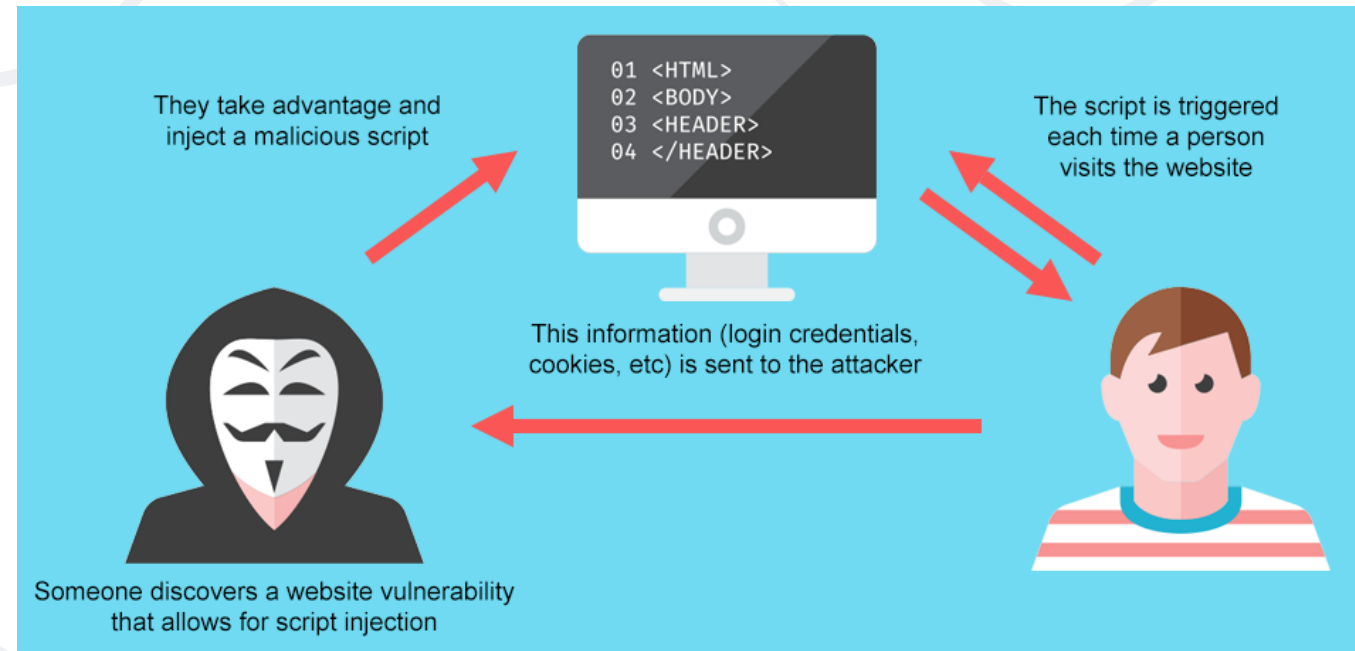 They take advantage and
inject a malicious script
01 <HTML>
02 <BODY>
03 <HEADER>
04 </HEADER>
The script is triggered
each time a person
visits the website
This information (login credentials,
cookies, etc) is sent to the attacker
Someone discovers a website vulnerability
that allows for script injection